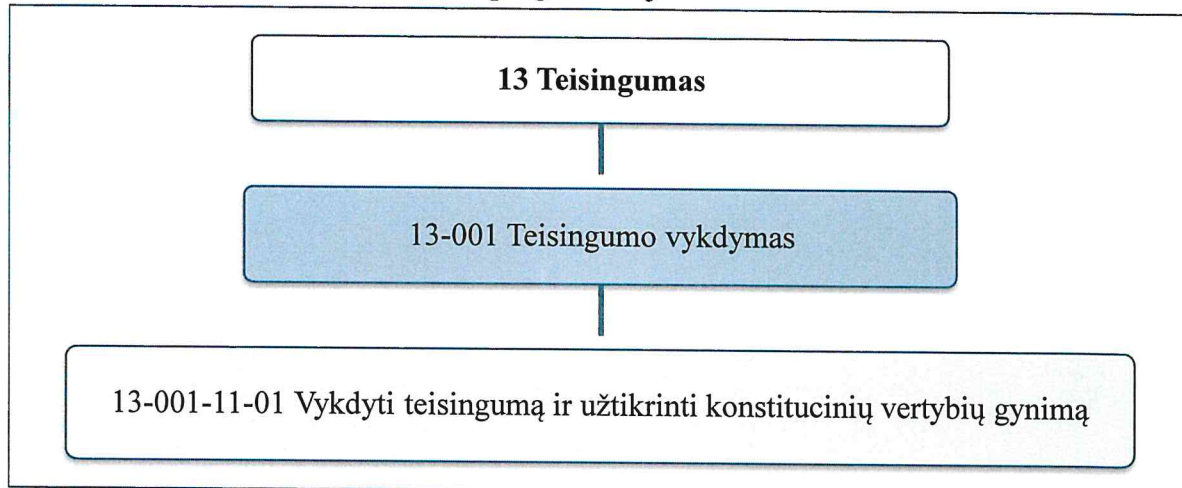 13 Teisingumas
13-001 Teisingumo vykdymas
13-001-11-01 Vykdyti teisingumą ir užtikrinti konstitucinių vertybių gynimą